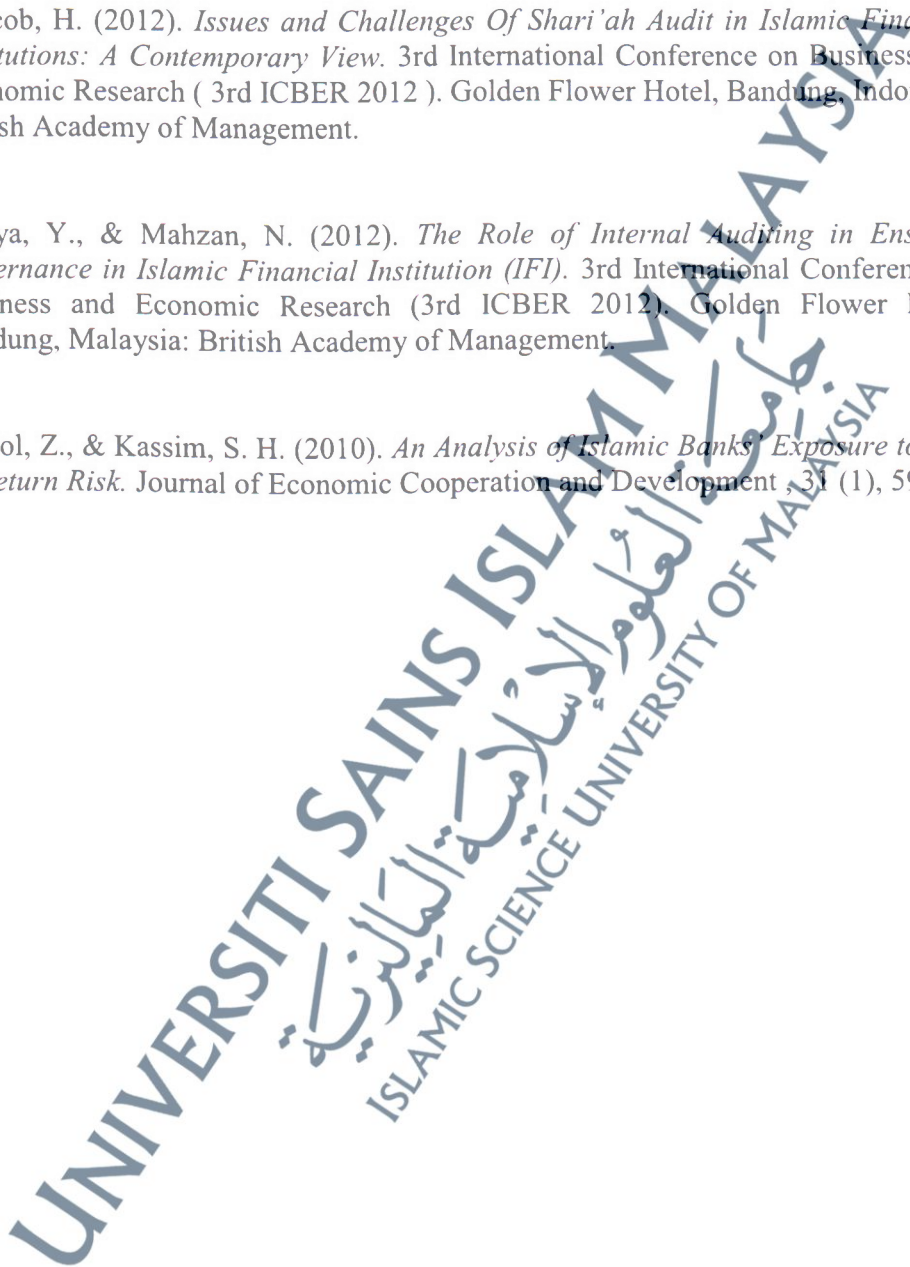 cob, H. (2012). Issues and Challenges Of Shari'ah Audit in Islamic Fina
tutions: A Contemporary View. 3rd International Conference on Business
nomic Research ( 3rd ICBER 2012 ). Golden Flower Hotel, Bandung, Indo
sh Academy of Management.
ya, Y., & Mahzan, N. (2012). The Role of Internal Auditing in Ens
ernance in Islamic Financial Institution (IFI). 3rd International Conferen
ness and Economic Research (3rd ICBER 2012). Golden Flower
dung, Malaysia: British Academy of Management.
ol, Z., & Kassim, S. H. (2010). An Analysis of Islamic Banks' Exposure to
eturn Risk. Journal of Economic Cooperation and Development , 31 (1), 59
UNIVERSITI SAINS ISLAM MALAYSIA
جامعة العلوم الإسلامية الماليزية
ISLAMIC SCIENCE UNIVERSITY OF MALAYSIA